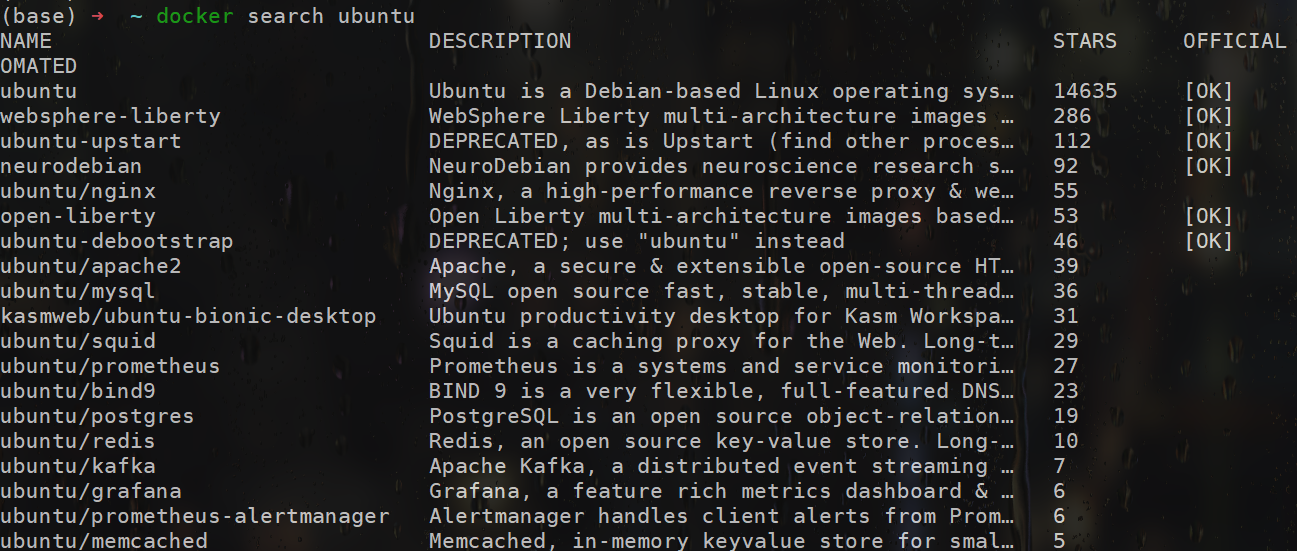 (base) ➜ ~ docker search ubuntu
NAME DESCRIPTION STARS OFFICIAL
OMATED
ubuntu Ubuntu is a Debian-based Linux operating sys… 14635 [OK]
websphere-liberty WebSphere Liberty multi-architecture images … 286 [OK]
ubuntu-upstart DEPRECATED, as is Upstart (find other proces… 112 [OK]
neurodebian NeuroDebian provides neuroscience research s… 92 [OK]
ubuntu/nginx Nginx, a high-performance reverse proxy & we… 55
open-liberty Open Liberty multi-architecture images based… 53 [OK]
ubuntu-debootstrap DEPRECATED; use "ubuntu" instead 46 [OK]
ubuntu/apache2 Apache, a secure & extensible open-source HT… 39
ubuntu/mysql MySQL open source fast, stable, multi-thread… 36
kasmweb/ubuntu-bionic-desktop Ubuntu productivity desktop for Kasm Workspa… 31
ubuntu/squid Squid is a caching proxy for the Web. Long-t… 29
ubuntu/prometheus Prometheus is a systems and service monitori… 27
ubuntu/bind9 BIND 9 is a very flexible, full-featured DNS… 23
ubuntu/postgres PostgreSQL is an open source object-relation… 19
ubuntu/redis Redis, an open source key-value store. Long-… 10
ubuntu/kafka Apache Kafka, a distributed event streaming … 7
ubuntu/grafana Grafana, a feature rich metrics dashboard & … 6
ubuntu/prometheus-alertmanager Alertmanager handles client alerts from Prom… 6
ubuntu/memcached Memcached, in-memory keyvalue store for smal… 5